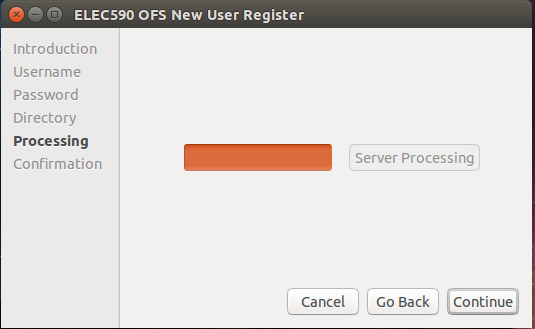 ELEC590 OFS New User Register
Introduction
Username
Password
Directory
Processing
Confirmation
Server Processing
Cancel
Go Back
Continue